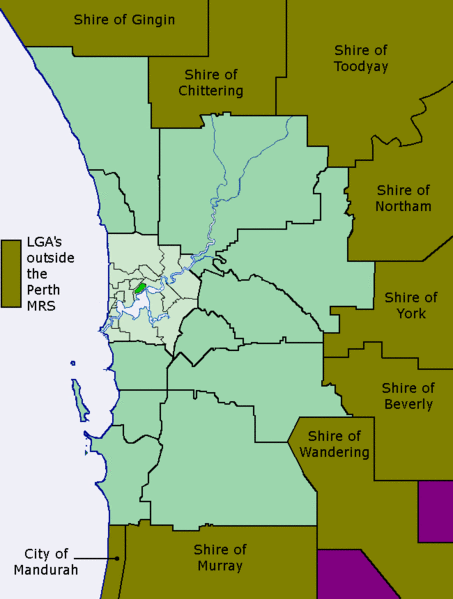 Shire of Gingin
Shire of
Toodyay
Shire of
Chittering
Shire of
Northam
LGA's
outside
the
Perth
MRS
Shire of
York
Shire of
Beverly
Shire of
Wandering
City of
Mandurah
Shire of
Murray